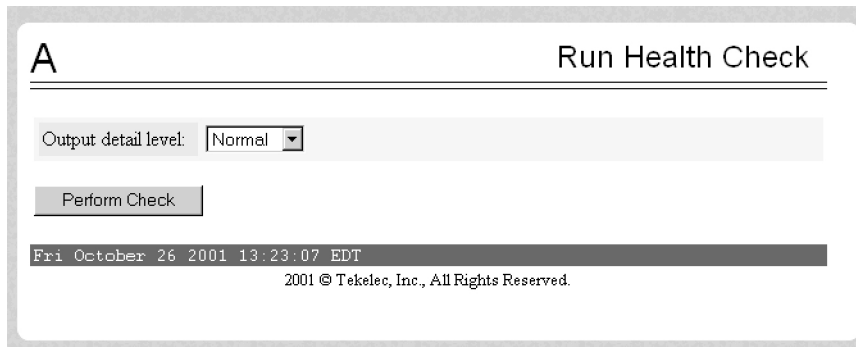 A Run Health Check
Output detail level: Normal
Perform Check
Fri October 26 2001 13:23:07 EDT
2001 © Tekelec, Inc., All Rights Reserved.